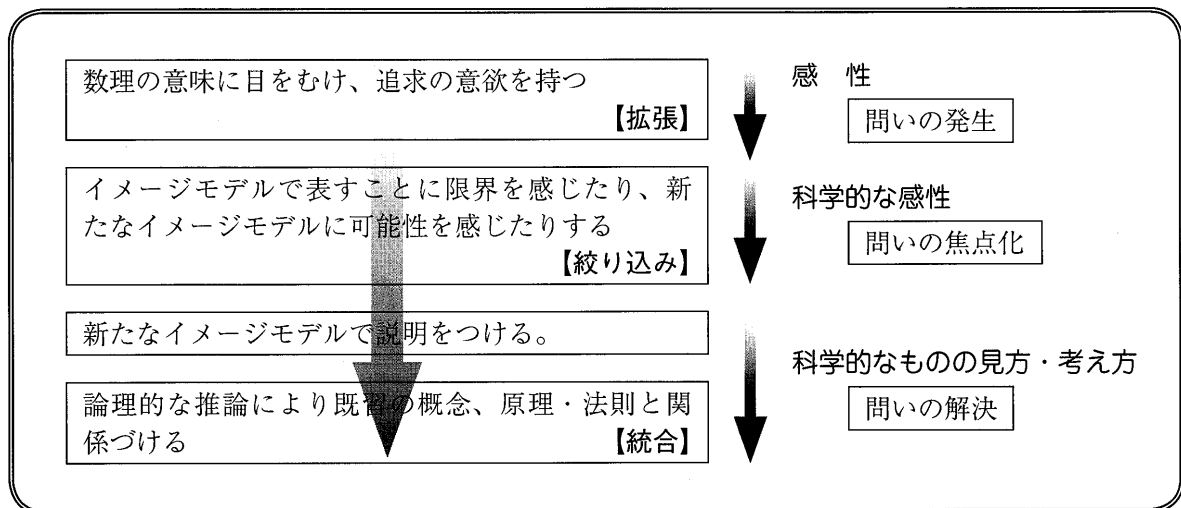 数理の意味に目をむけ、追求の意欲を持つ
【拡張】
感　性
問いの発生
イメージモデルで表すことに限界を感じたり、新
たなイメージモデルに可能性を感じたりする
【絞り込み】
科学的な感性
問いの焦点化
新たなイメージモデルで説明をつける。
論理的な推論により既習の概念、原理・法則と関
係づける
【統合】
科学的なものの見方・考え方
問いの解決